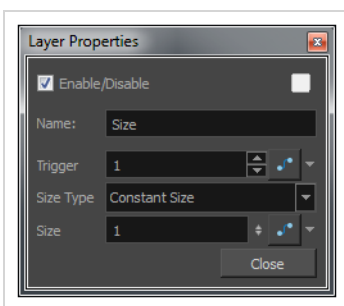 Layer Properties
Enable/Disable
Name: Size
Trigger 1
Size Type Constant Size
Size 1
Close